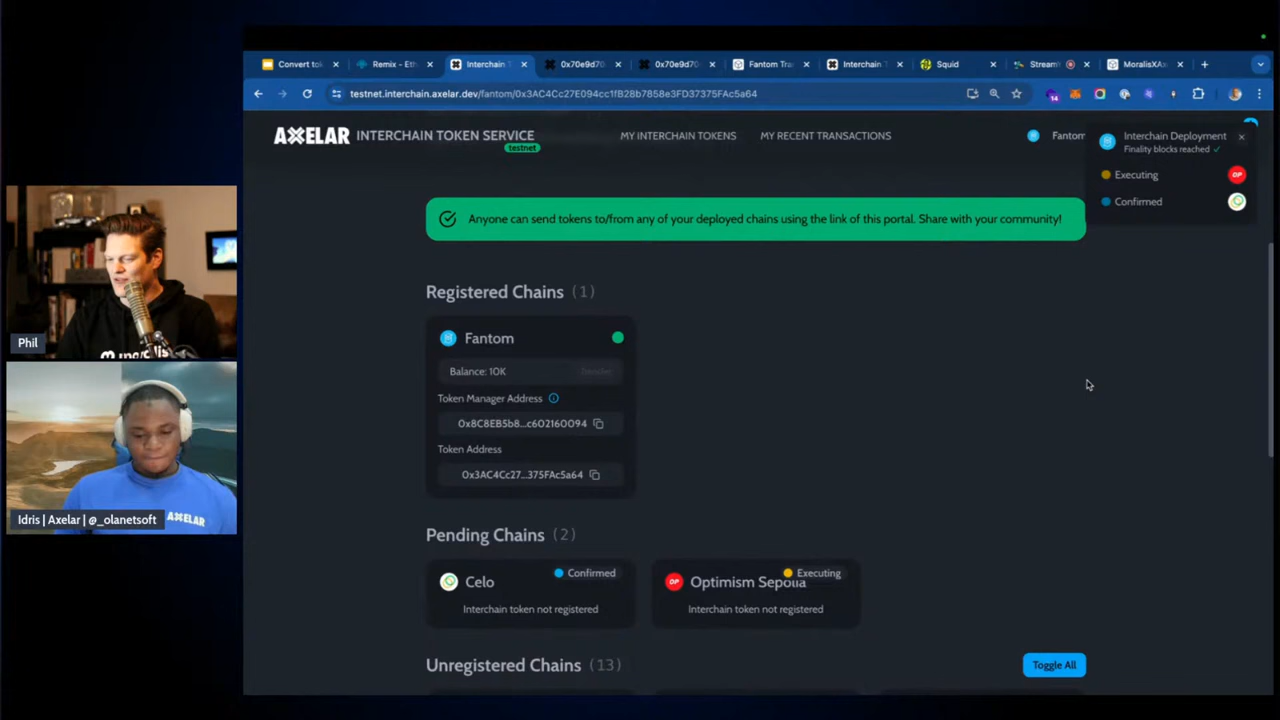 Convert to
Remix - Eth
Interchain T
0x70e9d70
0x70e9d70
Fantom Tra
Interchain T
Squid
Stream
MoralisXAx
testnet.interchain.axelar.dev/fantom/0x3AC4Cc27E094cc1fB28b7858e3FD37375FAc5a64
14
AXELAR INTERCHAIN TOKEN SERVICE
testnet
MY INTERCHAIN TOKENS
MY RECENT TRANSACTIONS
Fantom
Interchain Deployment
Finality blocks reached ✓
Executing
OP
Confirmed
Anyone can send tokens to/from any of your deployed chains using the link of this portal. Share with your community!
Registered Chains (1)
Fantom
Balance: 10K
Transfer
Token Manager Address
0x8C8EB5b8...c602160094
Token Address
0x3AC4Cc27...375FAc5a64
Pending Chains (2)
Celo
Confirmed
Interchain token not registered
OP
Optimism Sepolia
Executing
Interchain token not registered
Unregistered Chains (13)
Toggle All
Phil
AXELAR
Idris | Axelar | @_olanetsoft